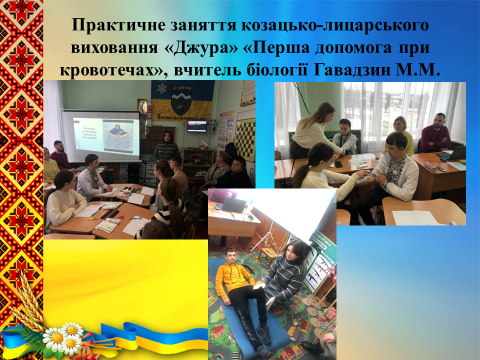 Практичне заняття козацько-лицарського
виховання «Джура» «Перша допомога при
кровотечах», вчитель біології Гавадзин М.М.